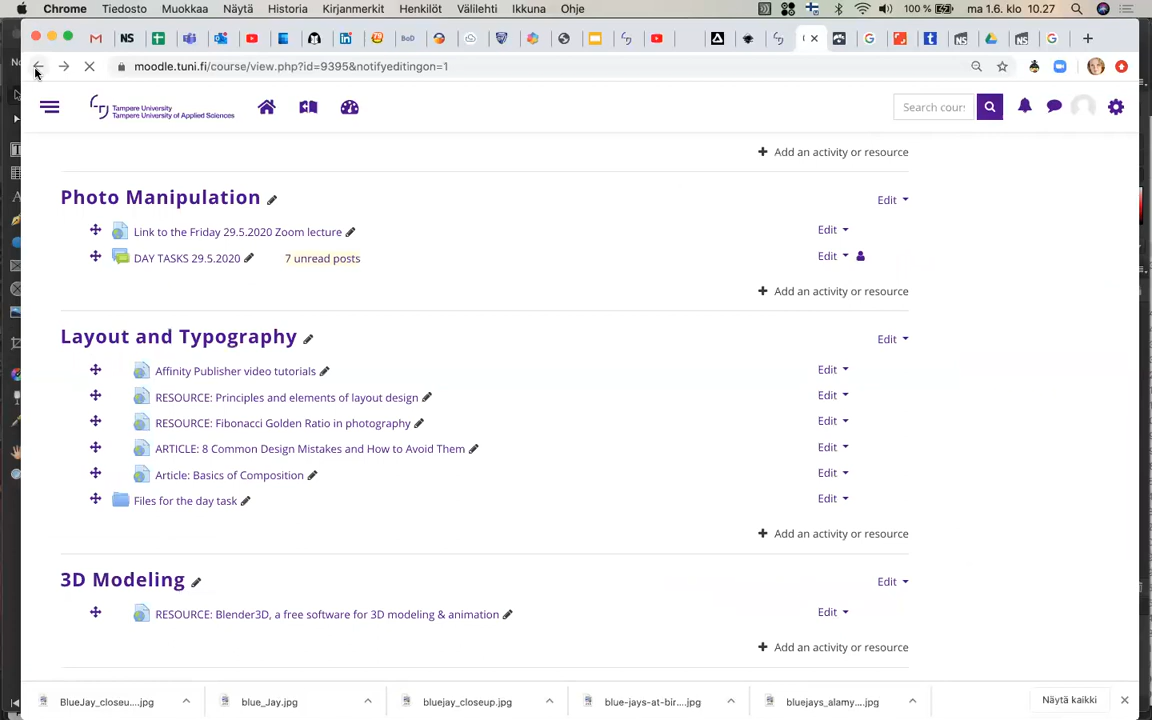 Chrome Tiedosto Muokkaa Näytä Historia Kirjanmerkit Henkilöt Välilehti Ikkuna Ohje 100 % ma 1.6. klo 10.27
NS BoD NS NS
moodle.tuni.fi/course/view.php?id=9395&notifyeditingon=1
Tampere University
Tampere University of Applied Sciences
Search cours
Add an activity or resource
Photo Manipulation Edit
Link to the Friday 29.5.2020 Zoom lecture Edit
DAY TASKS 29.5.2020 7 unread posts Edit
Add an activity or resource
Layout and Typography Edit
Affinity Publisher video tutorials Edit
RESOURCE: Principles and elements of layout design Edit
RESOURCE: Fibonacci Golden Ratio in photography Edit
ARTICLE: 8 Common Design Mistakes and How to Avoid Them Edit
Article: Basics of Composition Edit
Files for the day task Edit
Add an activity or resource
3D Modeling Edit
RESOURCE: Blender3D, a free software for 3D modeling & animation Edit
Add an activity or resource
BlueJay_closeu....jpg blue_Jay.jpg bluejay_closeup.jpg blue-jays-at-bir....jpg bluejays_alamy....jpg Näytä kaikki